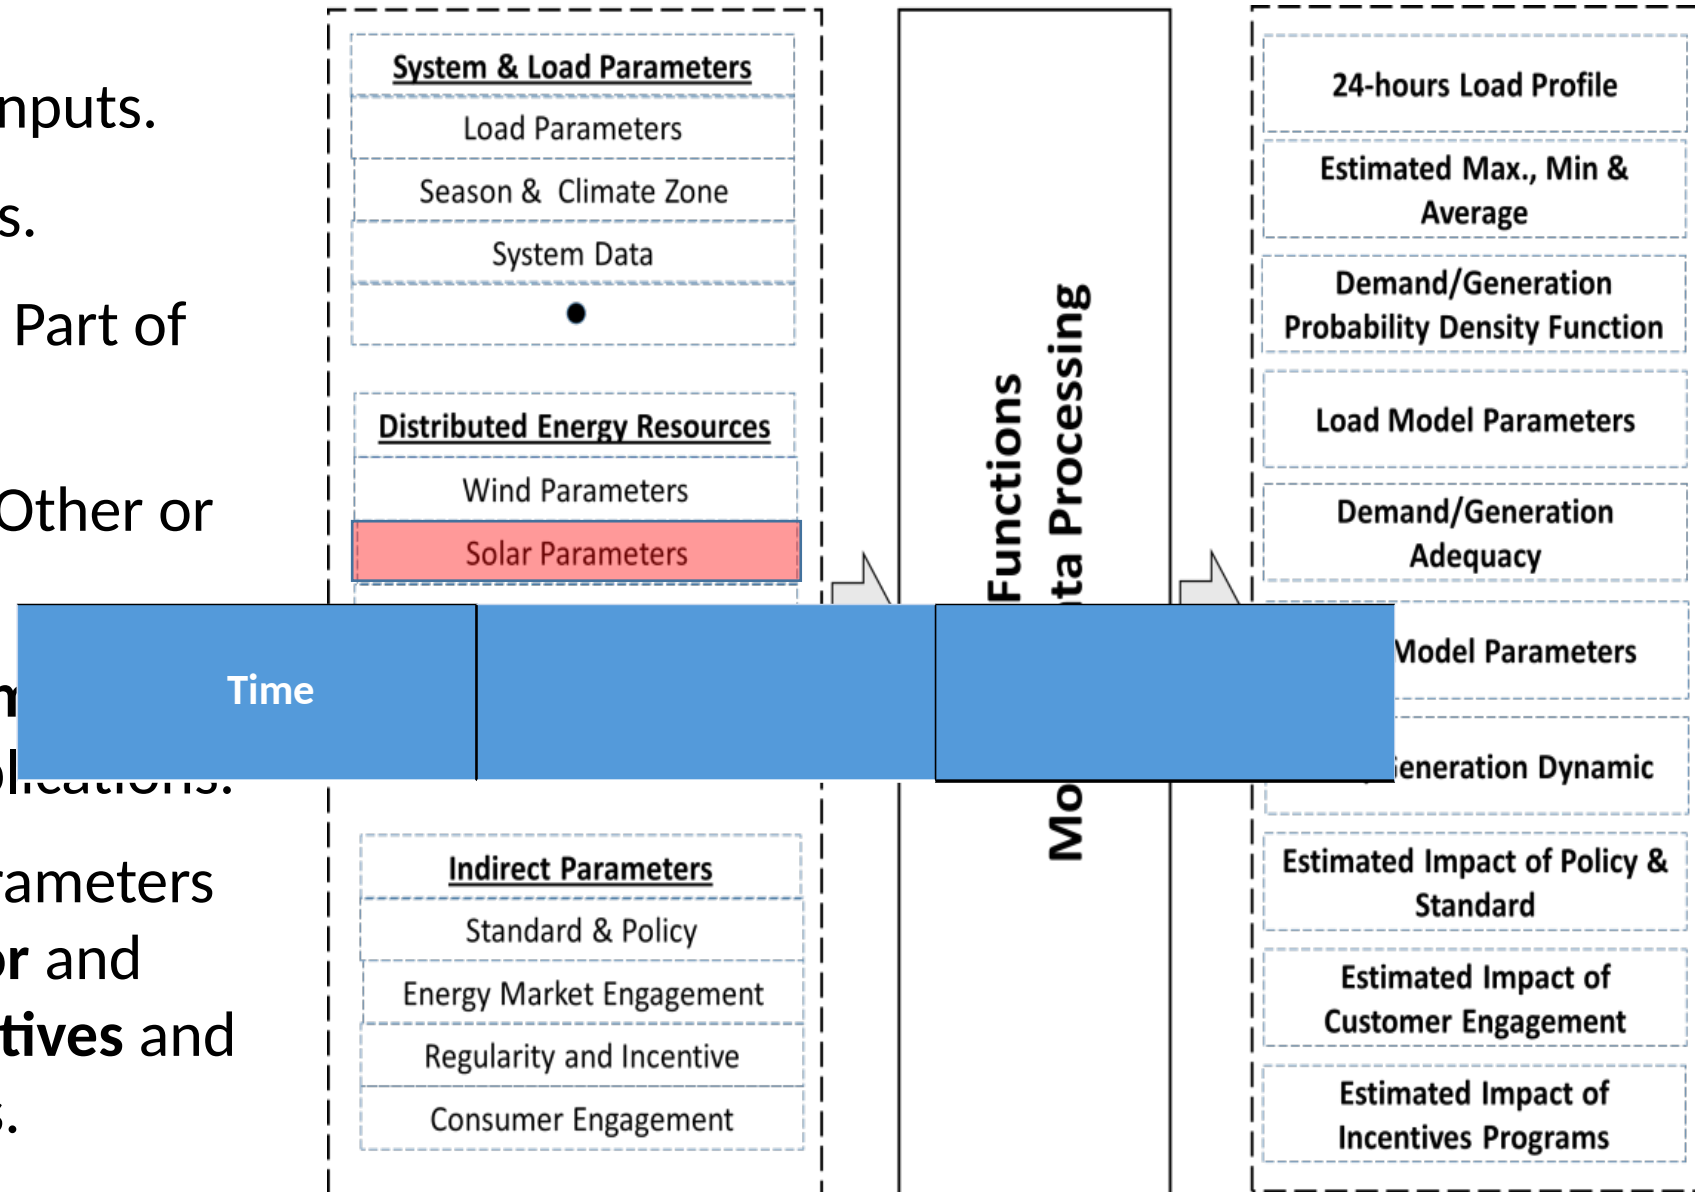 nputs.
s.
Part of
Other or
lications.
rameters
or and
tives and
s.
System & Load Parameters
Load Parameters
Season & Climate Zone
System Data
Distributed Energy Resources
Wind Parameters
Solar Parameters
Time
Indirect Parameters
Standard & Policy
Energy Market Engagement
Regularity and Incentive
Consumer Engagement
Functions
Mo ta Processing
24-hours Load Profile
Estimated Max., Min &
Average
Demand/Generation
Probability Density Function
Load Model Parameters
Demand/Generation
Adequacy
Model Parameters
eneration Dynamic
Estimated Impact of Policy &
Standard
Estimated Impact of
Customer Engagement
Estimated Impact of
Incentives Programs